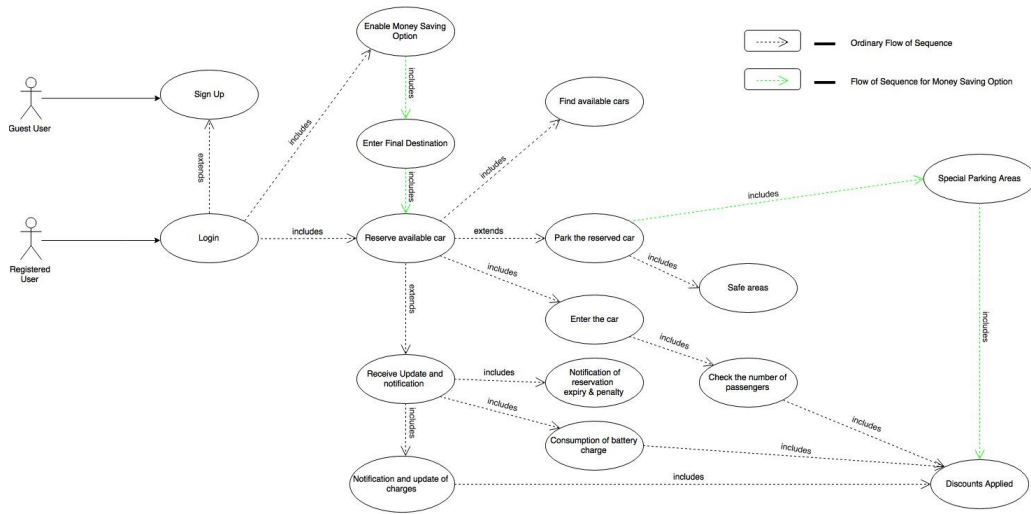 Enable Money Saving
Option
Ordinary Flow of Sequence
Flow of Sequence for Money Saving Option
Guest User
Sign Up
includes
Find available cars
extends
includes
Enter Final Destination
includes
includes
includes
Special Parking Areas
Registered
User
Login
includes
Reserve available car
extends
Park the reserved car
includes
Safe areas
extends
includes
Enter the car
includes
includes
Receive Update and
notification
includes
Notification of
reservation
expiry & penalty
Check the number of
passengers
includes
includes
includes
Consumption of battery
charge
includes
Notification and update of
charges
includes
Discounts Applied